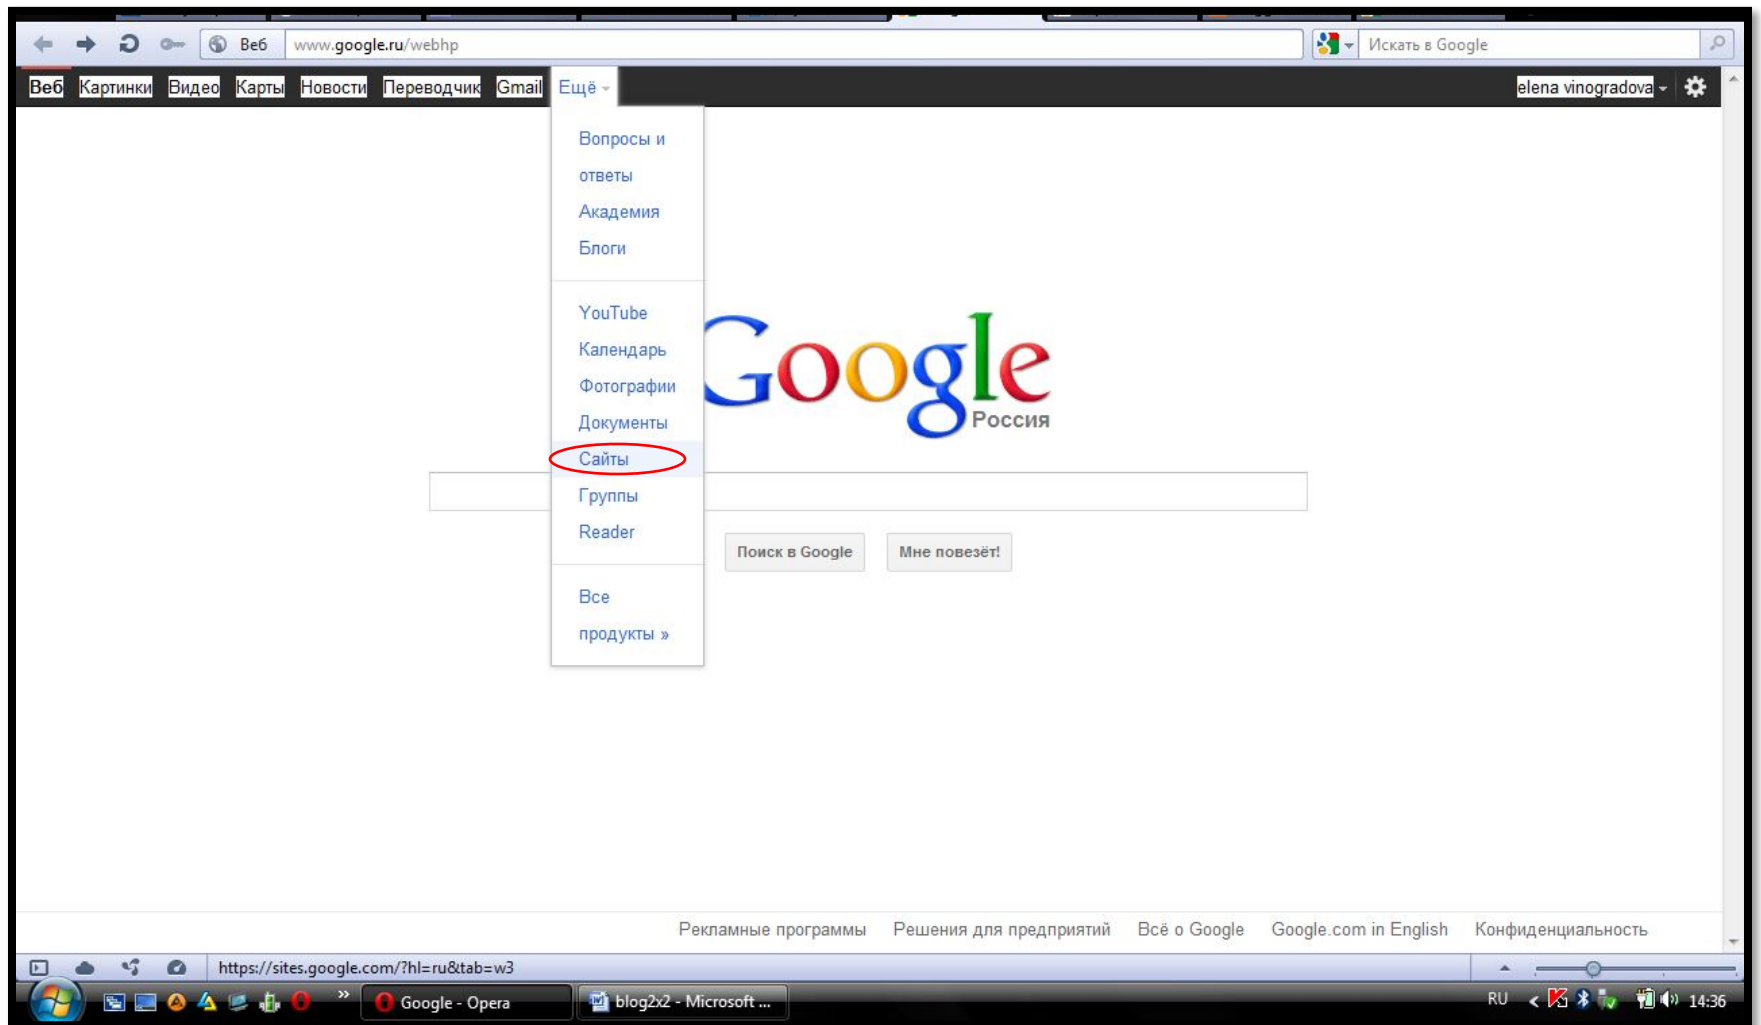 Веб www.google.ru/webhp Искать в Google
Веб Картинки Видео Карты Новости Переводчик Gmail Ещё elena vinogradova
Вопросы и
ответы
Академия
Блоги
YouTube
Календарь
Фотографии
Документы
Сайты
Группы
Reader
Все
продукты »
Google
Россия
Поиск в Google Мне повезёт!
Рекламные программы Решения для предприятий Всё о Google Google.com in English Конфиденциальность
https://sites.google.com/?hl=ru&tab=w3
» Google - Opera blog2x2 - Microsoft ... RU 14:36